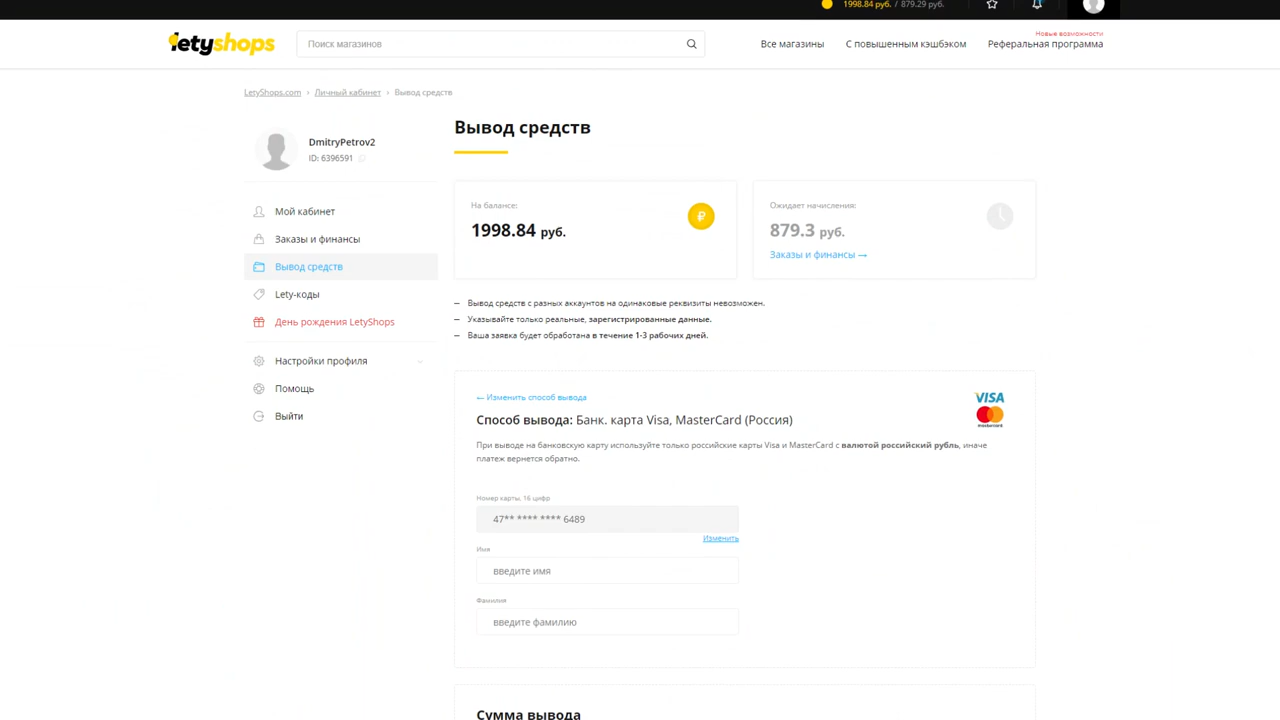 1998.84 руб. / 879.29 руб.
letyshops
Поиск магазинов
Все магазины
С повышенным кэшбэком
Новые возможности
Реферальная программа
LetyShops.com › Личный кабинет › Вывод средств
DmitryPetrov2
ID: 6396591
Мой кабинет
Заказы и финансы
Вывод средств
Lety-коды
День рождения LetyShops
Настройки профиля
Помощь
Выйти
Вывод средств
На балансе:
1998.84 руб.
₽
Ожидает начисления:
879.3 руб.
Заказы и финансы →
— Вывод средств с разных аккаунтов на одинаковые реквизиты невозможен.
— Указывайте только реальные, зарегистрированные данные.
— Ваша заявка будет обработана в течение 1-3 рабочих дней.
← Изменить способ вывода
VISA
mastercard
Способ вывода: Банк. карта Visa, MasterCard (Россия)
При выводе на банковскую карту используйте только российские карты Visa и MasterCard с валютой российский рубль, иначе
платеж вернется обратно.
Номер карты, 16 цифр
47** **** **** 6489
Изменить
Имя
введите имя
Фамилия
введите фамилию
Сумма вывода